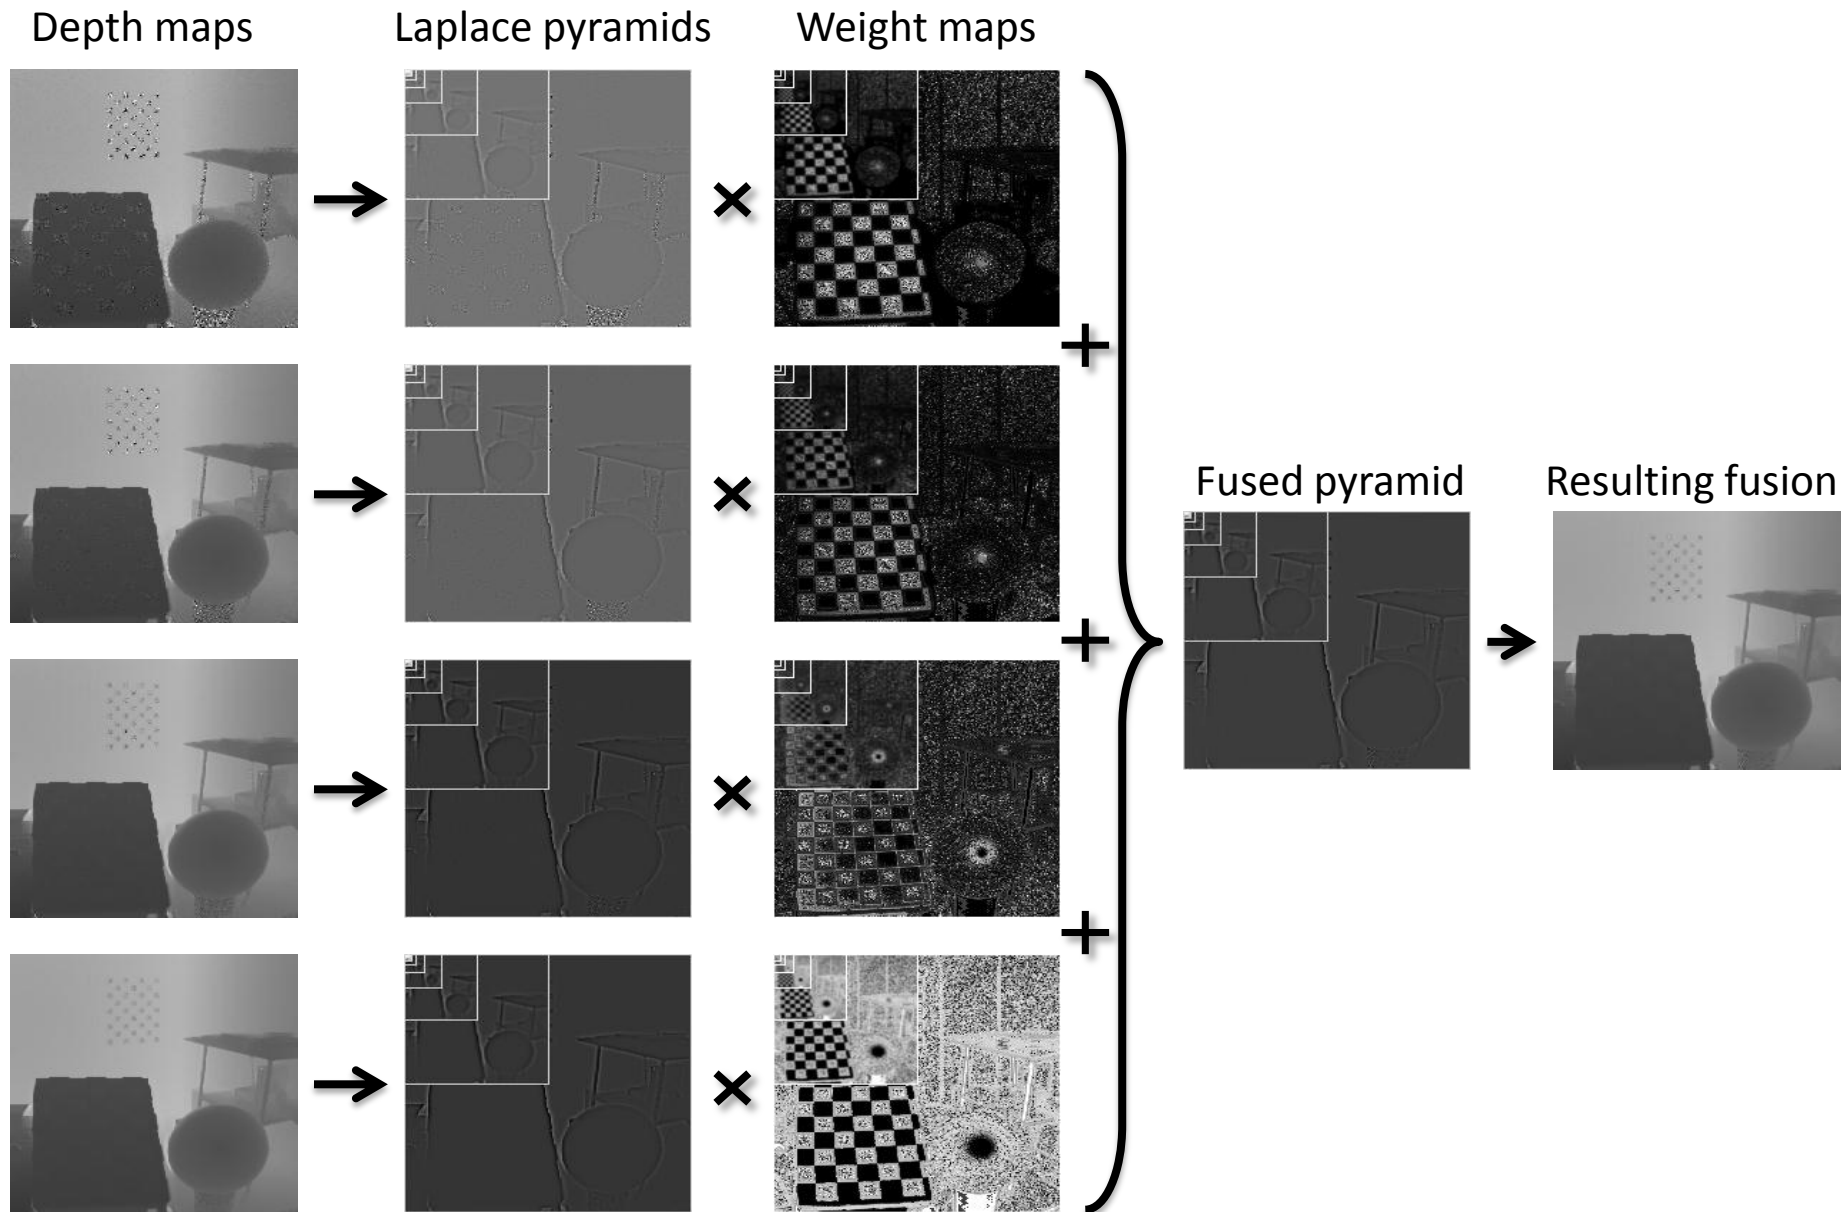 Depth maps
Laplace pyramids
Weight maps
Fused pyramid
Resulting fusion